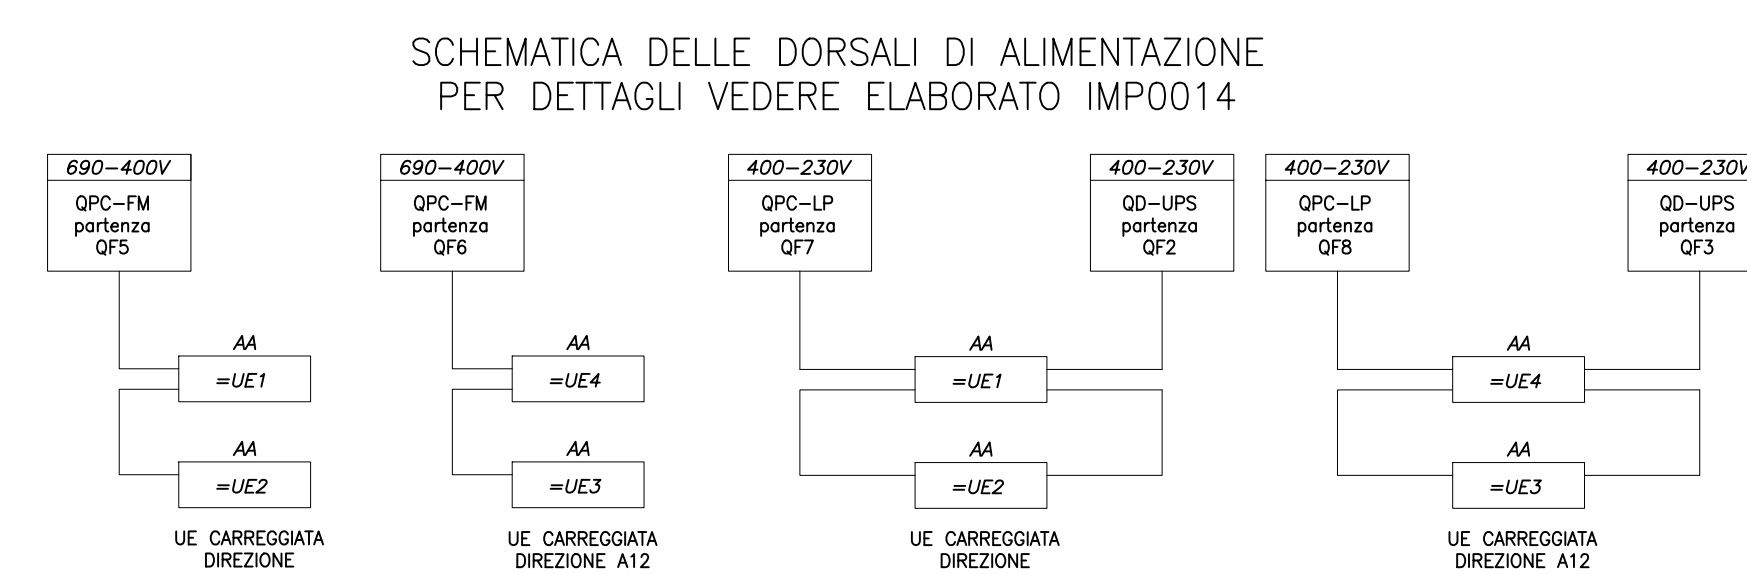 SCHEMATICA DELLE DORSALI DI ALIMENTAZIONE
PER DETTAGLI VEDERE ELABORATO IMP0014
690-400V
QPC-FM
partenza
QF5
AA
=UE1
AA
=UE2
UE CARREGGIATA
DIREZIONE
690-400V
QPC-FM
partenza
QF6
AA
=UE4
AA
=UE3
UE CARREGGIATA
DIREZIONE A12
400-230V
QPC-LP
partenza
QF7
400-230V
QD-UPS
partenza
QF2
AA
=UE1
AA
=UE2
UE CARREGGIATA
DIREZIONE
400-230V
QPC-LP
partenza
QF8
400-230V
QD-UPS
partenza
QF3
AA
=UE4
AA
=UE3
UE CARREGGIATA
DIREZIONE A12